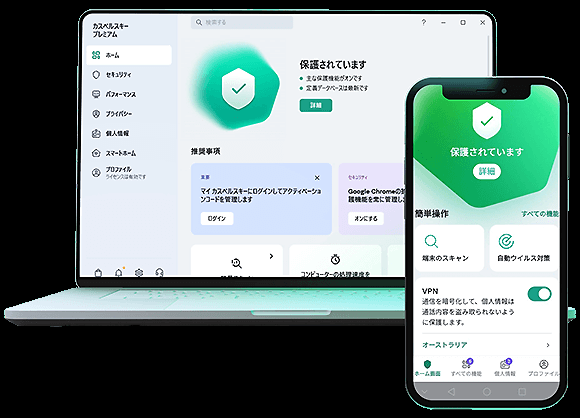 カスペルスキー
プレミアム
検索する
?
ホーム
セキュリティ
パフォーマンス
プライバシー
個人情報
スマートホーム
プロファイル
ライセンスは有効です
保護されています
主な保護機能がオンです
定義データベースは最新です
詳細
推奨事項
重要
マイ カスペルスキーにログインしてアクティベーションコードを管理します
ログイン
セキュリティ
Google Chromeの
護機能を常に管理します
オンにする
コンピューターの処理速度を
保護されています
詳細
簡単操作
すべての機能
端末のスキャン
自動ウイルス対策
VPN
通信を暗号化して、個人情報は
通話内容を盗み取られないよう
に保護します。
オーストラリア
ホーム画面
すべての機能
個人情報
プロファイル